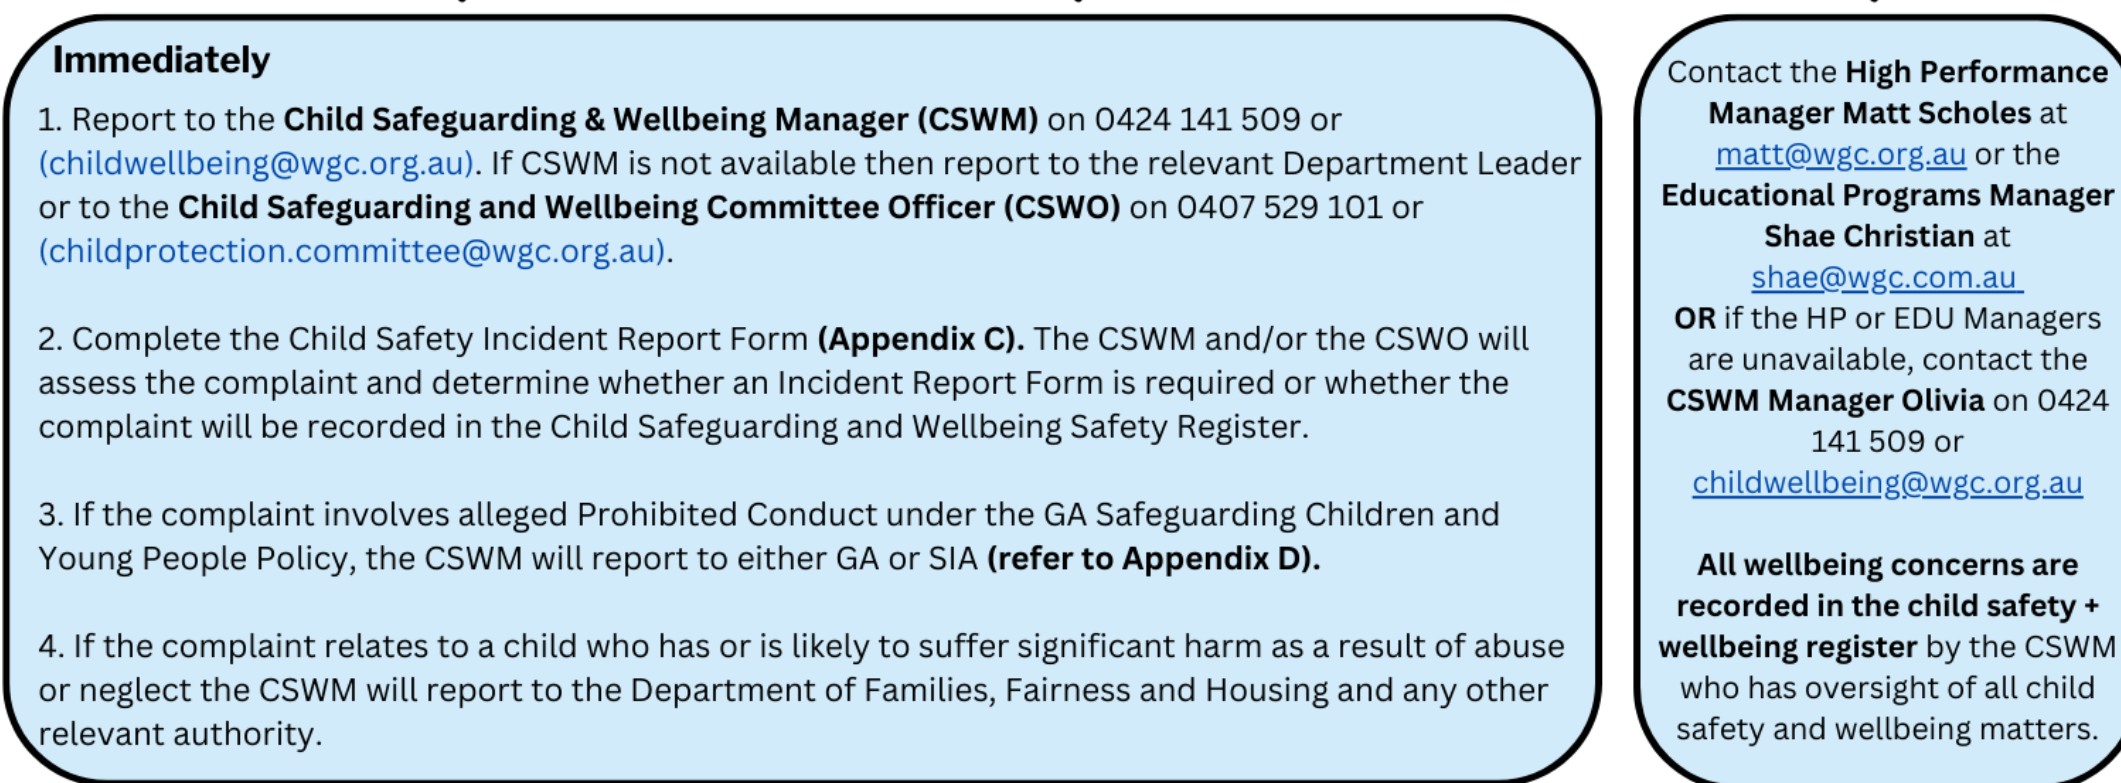 Immediately
1. Report to the Child Safeguarding & Wellbeing Manager (CSWM) on 0424 141 509 or
(childwellbeing@wgc.org.au). If CSWM is not available then report to the relevant Department Leader
or to the Child Safeguarding and Wellbeing Committee Officer (CSWO) on 0407 529 101 or
(childprotection.committee@wgc.org.au).
2. Complete the Child Safety Incident Report Form (Appendix C). The CSWM and/or the CSWO will
assess the complaint and determine whether an Incident Report Form is required or whether the
complaint will be recorded in the Child Safeguarding and Wellbeing Safety Register.
3. If the complaint involves alleged Prohibited Conduct under the GA Safeguarding Children and
Young People Policy, the CSWM will report to either GA or SIA (refer to Appendix D).
4. If the complaint relates to a child who has or is likely to suffer significant harm as a result of abuse
or neglect the CSWM will report to the Department of Families, Fairness and Housing and any other
relevant authority.
Contact the High Performance
Manager Matt Scholes at
matt@wgc.org.au or the
Educational Programs Manager
Shae Christian at
shae@wgc.com.au
OR if the HP or EDU Managers
are unavailable, contact the
CSWM Manager Olivia on 0424
141 509 or
childwellbeing@wgc.org.au
All wellbeing concerns are
recorded in the child safety +
wellbeing register by the CSWM
who has oversight of all child
safety and wellbeing matters.